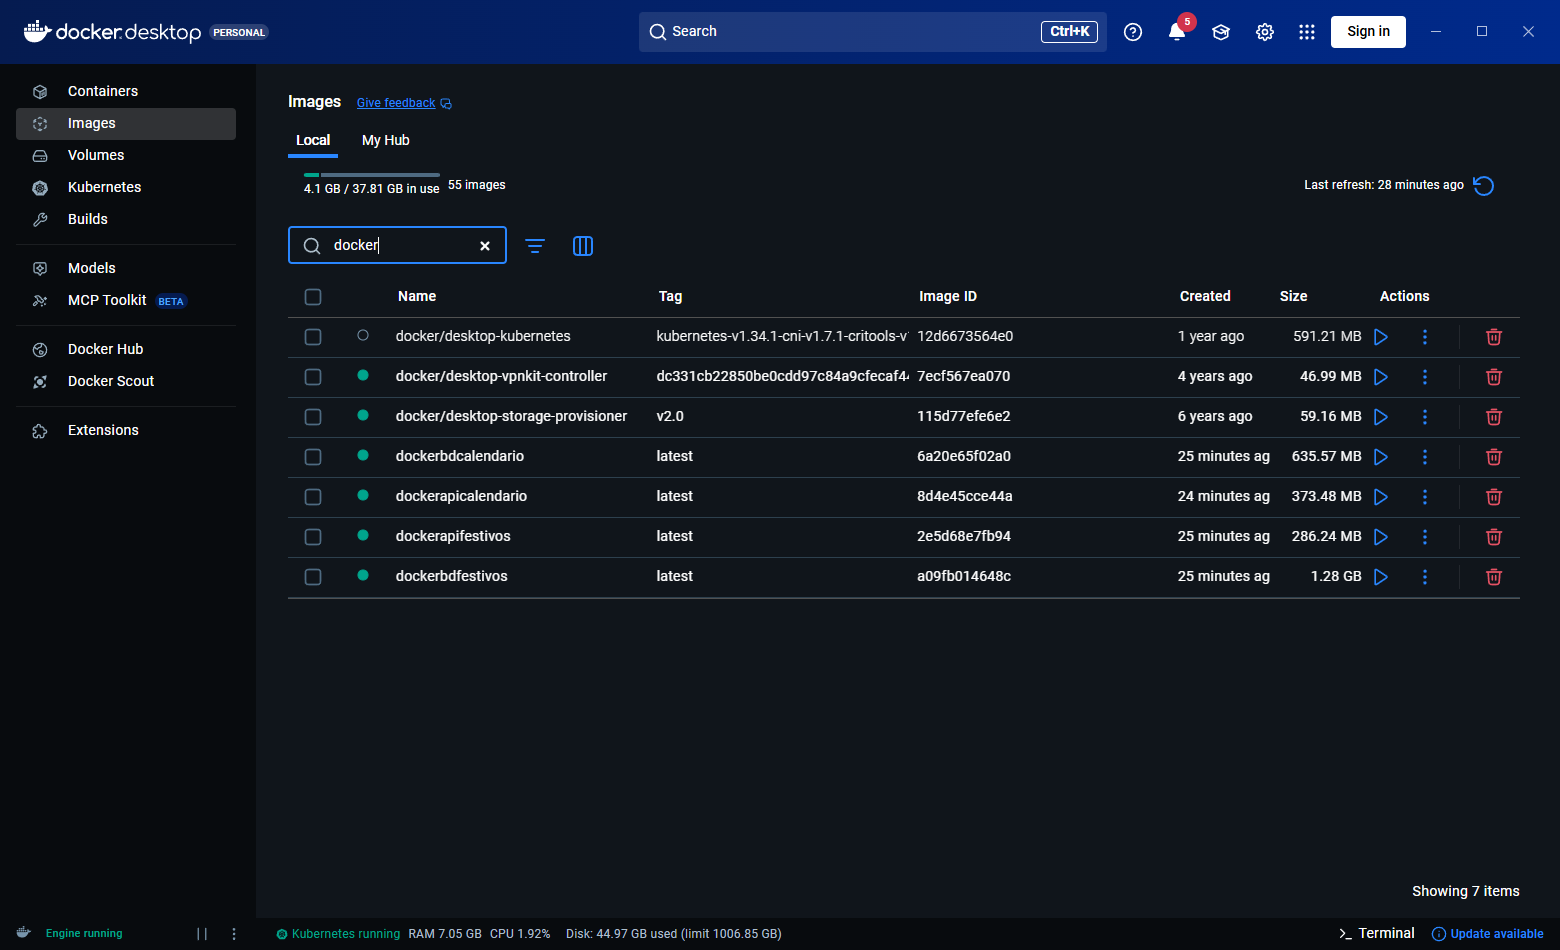 docker.desktop PERSONAL
Search Ctrl+K
5
Sign in
Containers
Images
Volumes
Kubernetes
Builds
Models
MCP Toolkit BETA
Docker Hub
Docker Scout
Extensions
Images Give feedback
Local My Hub
4.1 GB / 37.81 GB in use 55 images
Last refresh: 28 minutes ago
docker
Name Tag Image ID Created Size Actions
docker/desktop-kubernetes kubernetes-v1.34.1-cni-v1.7.1-critools-v 12d6673564e0 1 year ago 591.21 MB
docker/desktop-vpnkit-controller dc331cb22850be0cdd97c84a9cfecaf44 7ecf567ea070 4 years ago 46.99 MB
docker/desktop-storage-provisioner v2.0 115d77efe6e2 6 years ago 59.16 MB
dockerbdcalendario latest 6a20e65f02a0 25 minutes ag 635.57 MB
dockerapicalendario latest 8d4e45cce44a 24 minutes ag 373.48 MB
dockerapifestivos latest 2e5d68e7fb94 25 minutes ag 286.24 MB
dockerbdfestivos latest a09fb014648c 25 minutes ag 1.28 GB
Showing 7 items
Engine running
Kubernetes running RAM 7.05 GB CPU 1.92% Disk: 44.97 GB used (limit 1006.85 GB)
Terminal
Update available